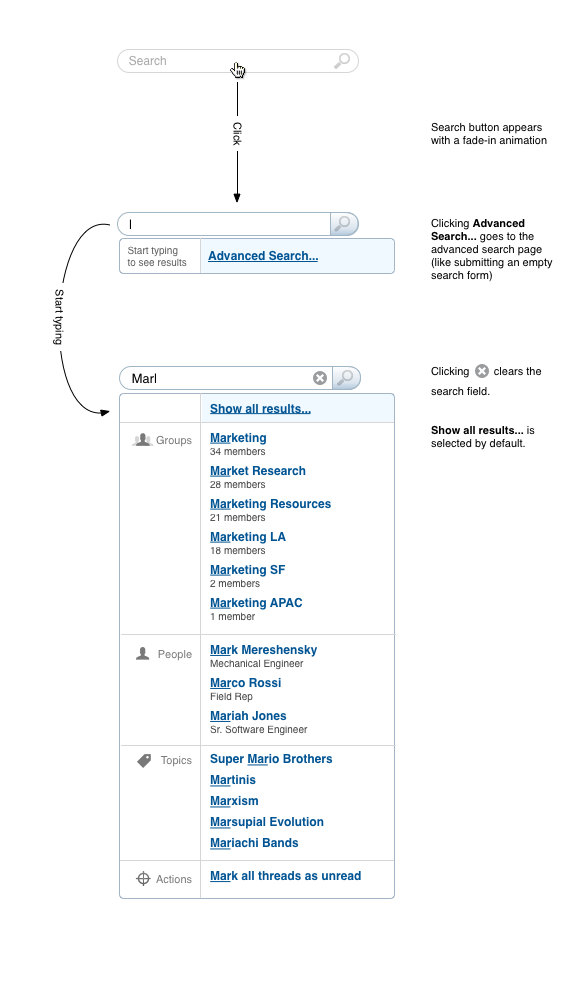 Search
Click
Search button appears
with a fade-in animation
Start typing
to see results
Advanced Search...
Clicking Advanced
Search... goes to the
advanced search page
(like submitting an empty
search form)
Start typing
Marl
Clicking clears the
search field.
Show all results...
Show all results... is
selected by default.
Groups
Marketing
34 members
Market Research
28 members
Marketing Resources
21 members
Marketing LA
18 members
Marketing SF
2 members
Marketing APAC
1 member
People
Mark Mereshensky
Mechanical Engineer
Marco Rossi
Field Rep
Mariah Jones
Sr. Software Engineer
Topics
Super Mario Brothers
Martinis
Marxism
Marsupial Evolution
Mariachi Bands
Actions
Mark all threads as unread